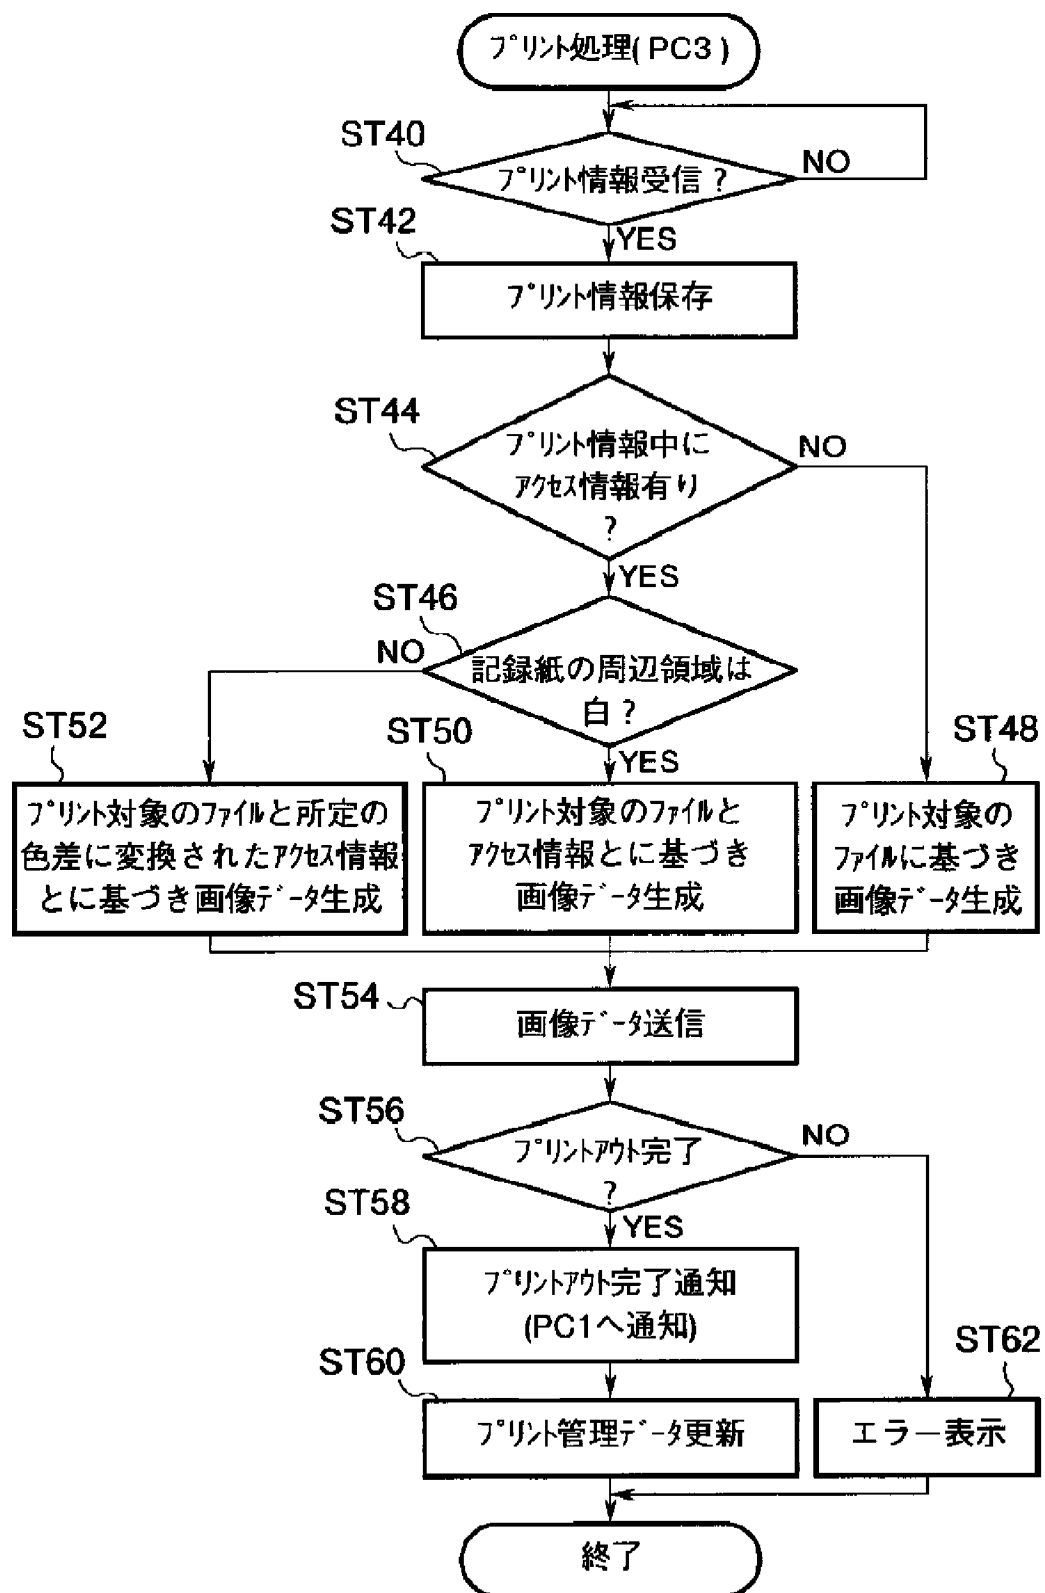 プリント処理(PC3)
ST40
プリント情報受信?
NO
ST42
YES
プリント情報保存
ST44
プリント情報中に
アクセス情報有り
?
NO
YES
ST46
NO
記録紙の周辺領域は
白?
ST52
ST50
YES
ST48
プリント対象のファイルと所定の
色差に変換されたアクセス情報
とに基づき画像データ生成
プリント対象のファイルと
アクセス情報とに基づき
画像データ生成
プリント対象の
ファイルに基づき
画像データ生成
ST54
画像データ送信
ST56
プリントアウト完了
?
NO
ST58
YES
プリントアウト完了通知
(PC1へ通知)
ST60
プリント管理データ更新
ST62
エラー表示
終了